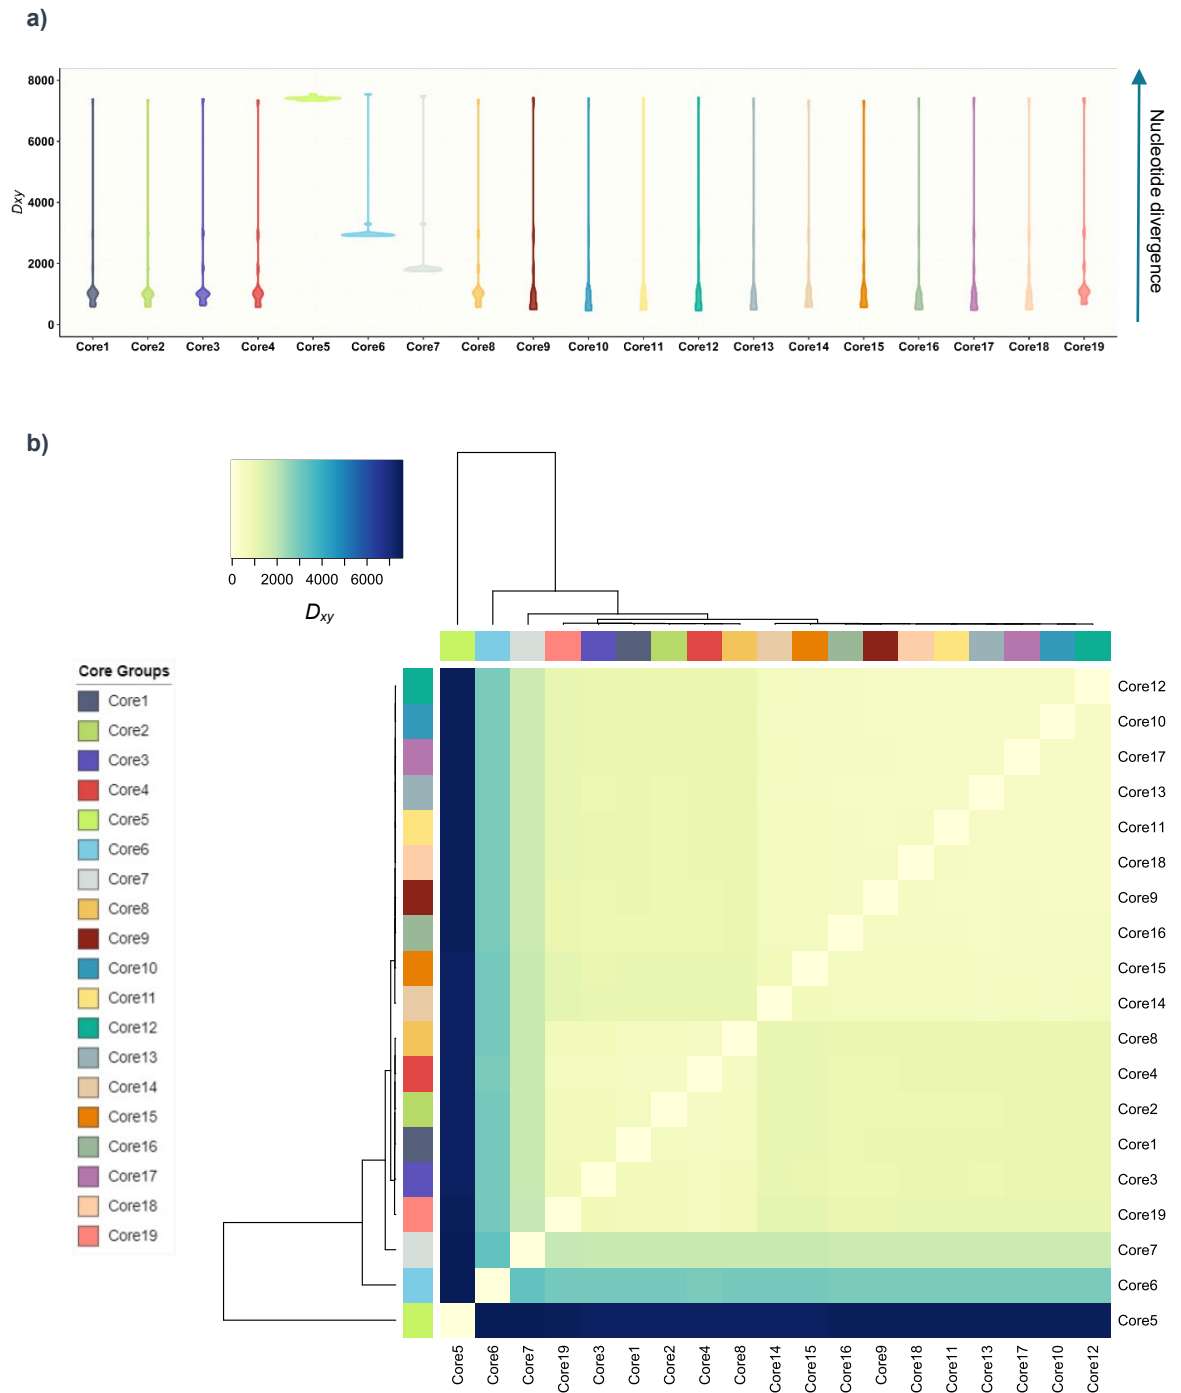 a)
8000
6000
4000
2000
0
Dxy
Core1 Core2 Core3 Core4 Core5 Core6 Core7 Core8 Core9 Core10 Core11 Core12 Core13 Core14 Core15 Core16 Core17 Core18 Core19
Nucleotide divergence
b)
0 2000 4000 6000
Dxy
Core Groups
Core1
Core2
Core3
Core4
Core5
Core6
Core7
Core8
Core9
Core10
Core11
Core12
Core13
Core14
Core15
Core16
Core17
Core18
Core19
Core12
Core10
Core17
Core13
Core11
Core18
Core9
Core16
Core15
Core14
Core8
Core4
Core2
Core1
Core3
Core19
Core7
Core6
Core5
Core5 Core6 Core7 Core19 Core3 Core1 Core2 Core4 Core8 Core14 Core15 Core16 Core9 Core18 Core11 Core13 Core17 Core10 Core12